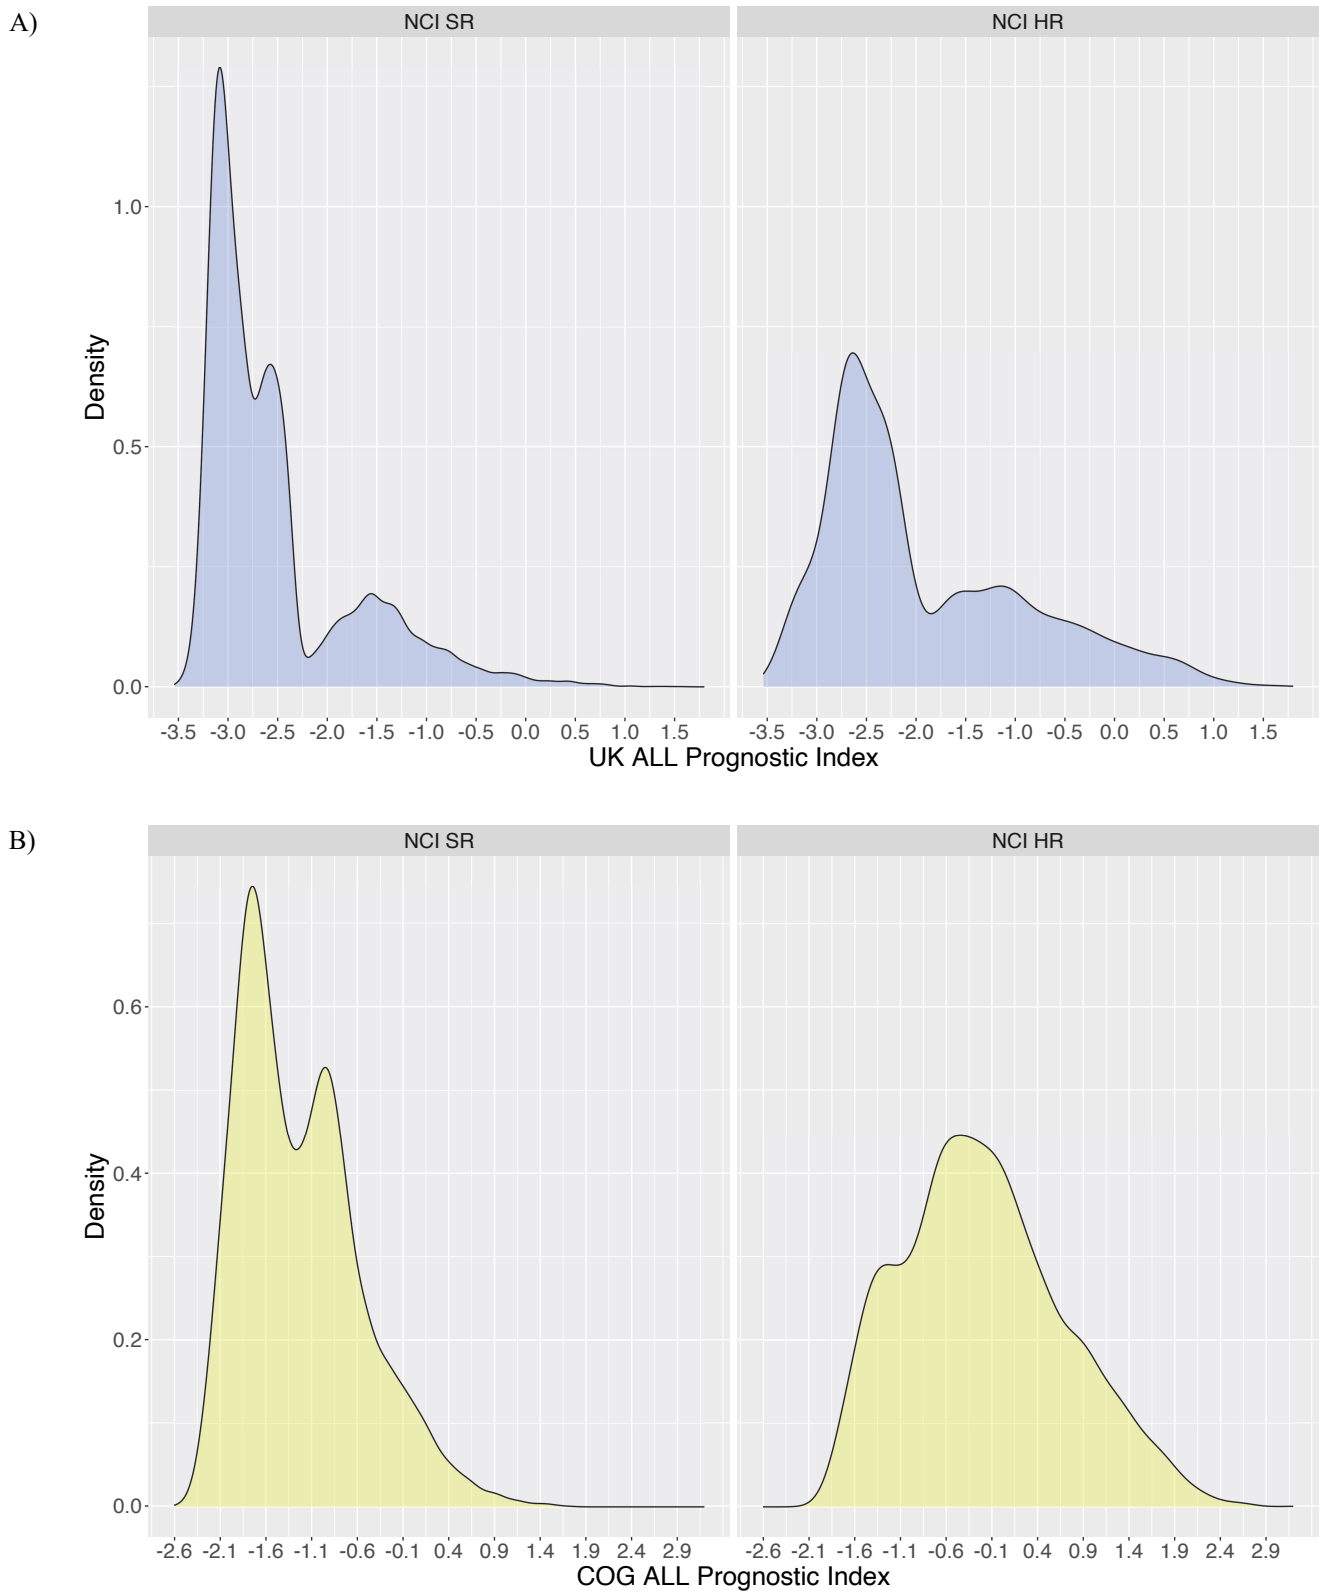 A)
NCI SR NCI HR
Density
1.0
0.5
0.0
-3.5 -3.0 -2.5 -2.0 -1.5 -1.0 -0.5 0.0 0.5 1.0 1.5 -3.5 -3.0 -2.5 -2.0 -1.5 -1.0 -0.5 0.0 0.5 1.0 1.5
UK ALL Prognostic Index
B)
NCI SR NCI HR
Density
0.6
0.4
0.2
0.0
-2.6 -2.1 -1.6 -1.1 -0.6 -0.1 0.4 0.9 1.4 1.9 2.4 2.9 -2.6 -2.1 -1.6 -1.1 -0.6 -0.1 0.4 0.9 1.4 1.9 2.4 2.9
COG ALL Prognostic Index